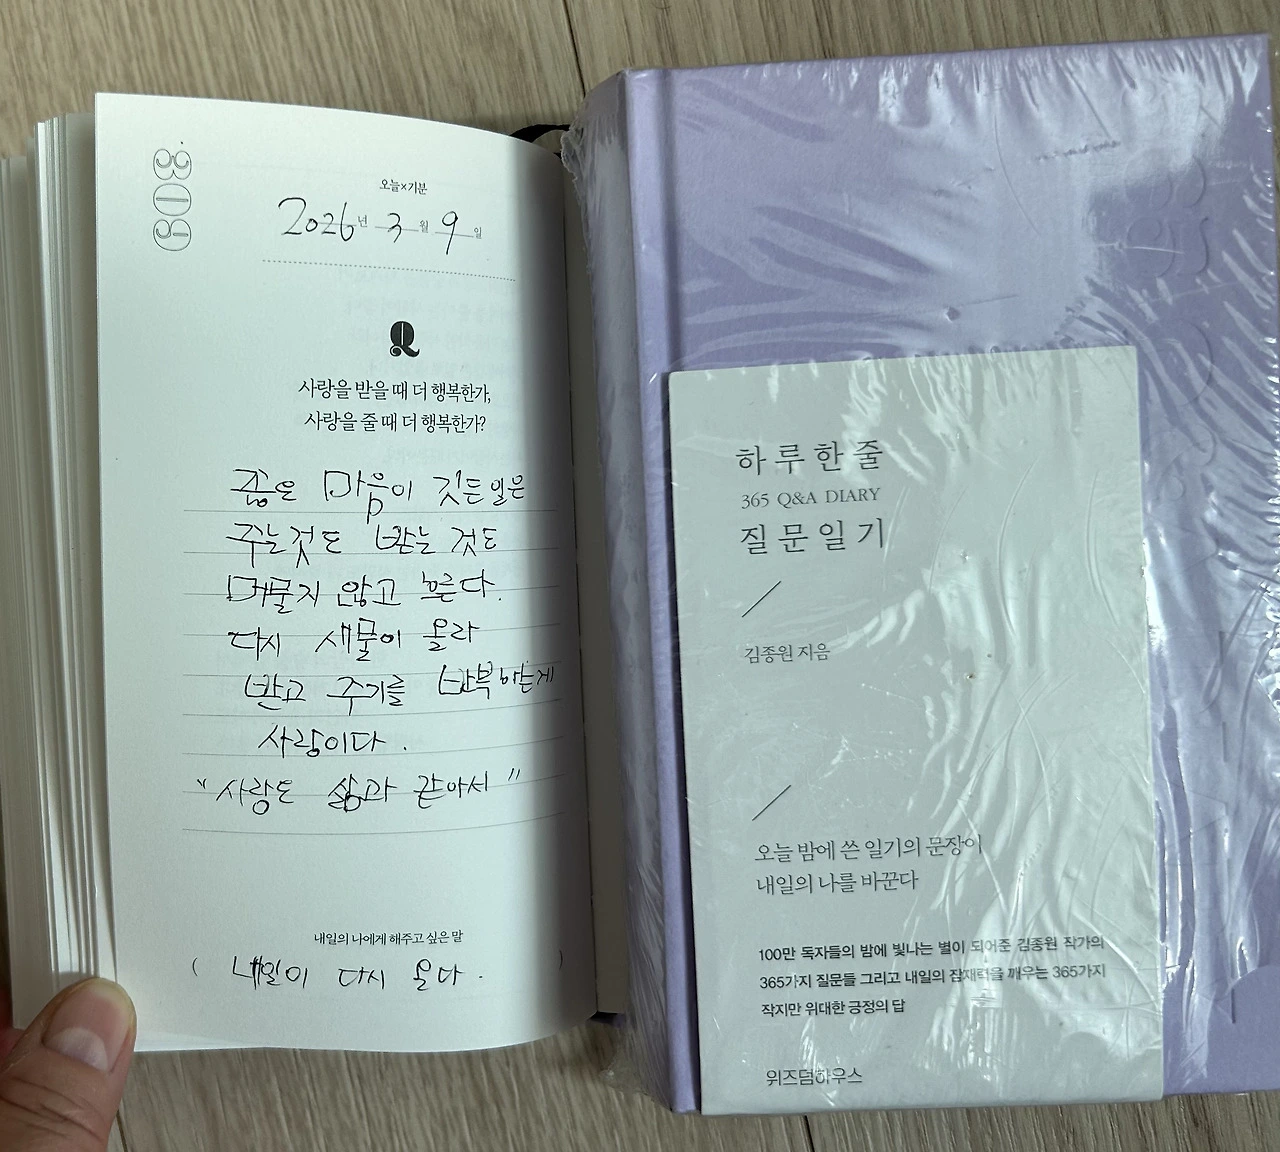 309
오늘×기분
2026년 3월 9일
Q
사랑을 받을 때 더 행복한가,
사랑을 줄 때 더 행복한가?
좁은 마음이 깃든일은
주는것도 받는 것도
머물지 않고 흐른다.
다시 새물이 올라
받고 주기를 반복하는게
사랑이다.
"사랑도 삶과 같아서"
내일의 나에게 해주고 싶은 말
( 내일이 다시 온다. )
하루 한 줄
365 Q&A DIARY
질문일기
김종원 지음
오늘 밤에 쓴 일기의 문장이
내일의 나를 바꾼다
100만 독자들의 밤에 빛나는 별이 되어준 김종원 작가의
365가지 질문들 그리고 내일의 잠재력을 깨우는 365가지
작지만 위대한 긍정의 답
위즈덤하우스